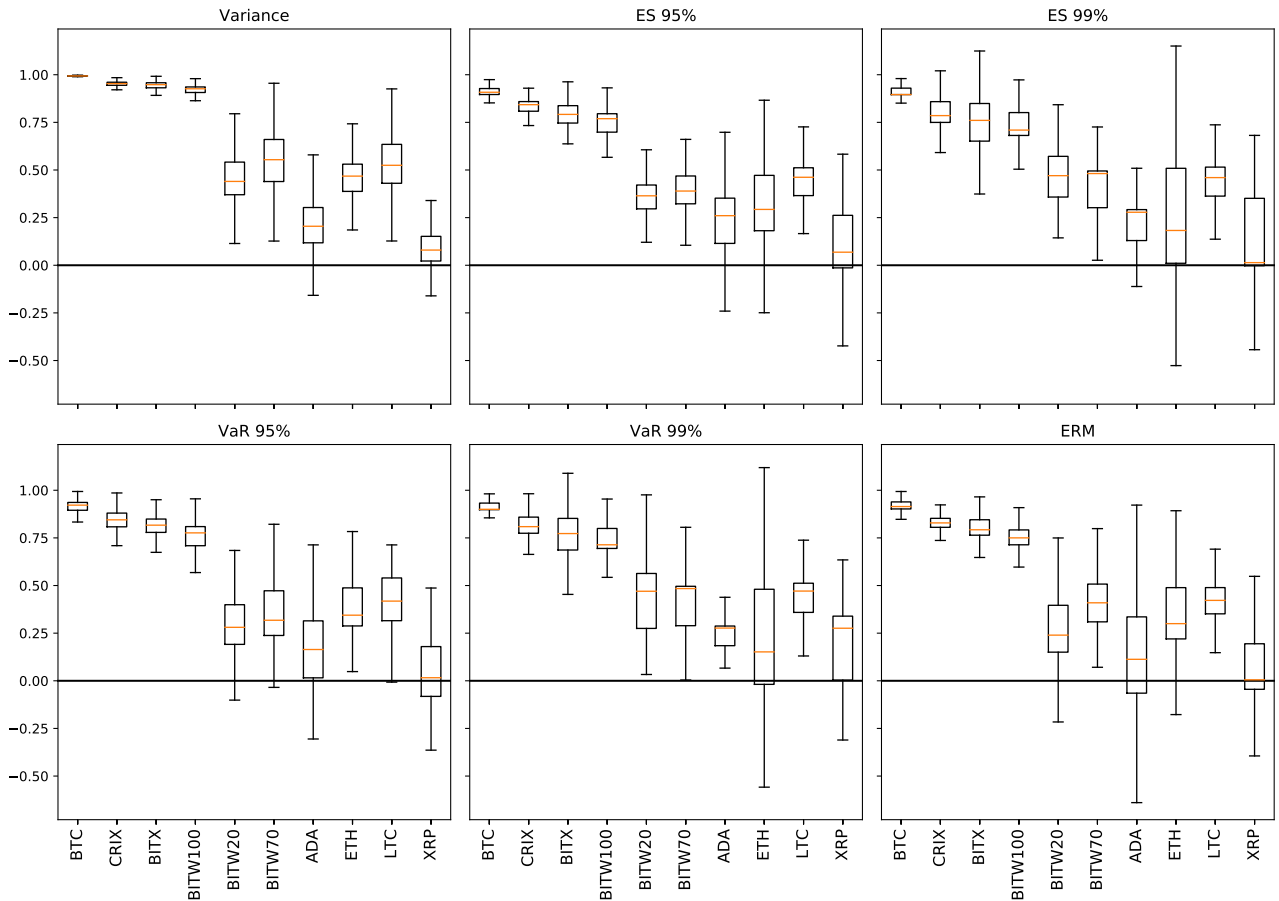 Variance
ES 95%
ES 99%
1.00
0.75
0.50
0.25
0.00
−0.25
−0.50
VaR 95%
VaR 99%
ERM
1.00
0.75
0.50
0.25
0.00
−0.25
−0.50
BTC
CRIX
BITX
BITW100
BITW20
BITW70
ADA
ETH
LTC
XRP
BTC
CRIX
BITX
BITW100
BITW20
BITW70
ADA
ETH
LTC
XRP
BTC
CRIX
BITX
BITW100
BITW20
BITW70
ADA
ETH
LTC
XRP